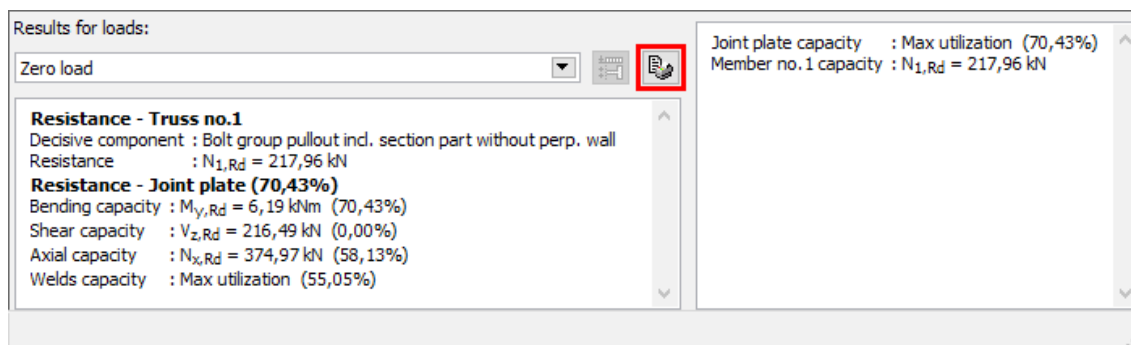 Results for loads:
Zero load
Resistance - Truss no.1
Decisive component : Bolt group pullout incl. section part without perp. wall
Resistance : N1,Rd = 217,96 kN
Resistance - Joint plate (70,43%)
Bending capacity : My,Rd = 6,19 kNm (70,43%)
Shear capacity : Vz,Rd = 216,49 kN (0,00%)
Axial capacity : Nx,Rd = 374,97 kN (58,13%)
Welds capacity : Max utilization (55,05%)
Joint plate capacity : Max utilization (70,43%)
Member no.1 capacity : N1,Rd = 217,96 kN